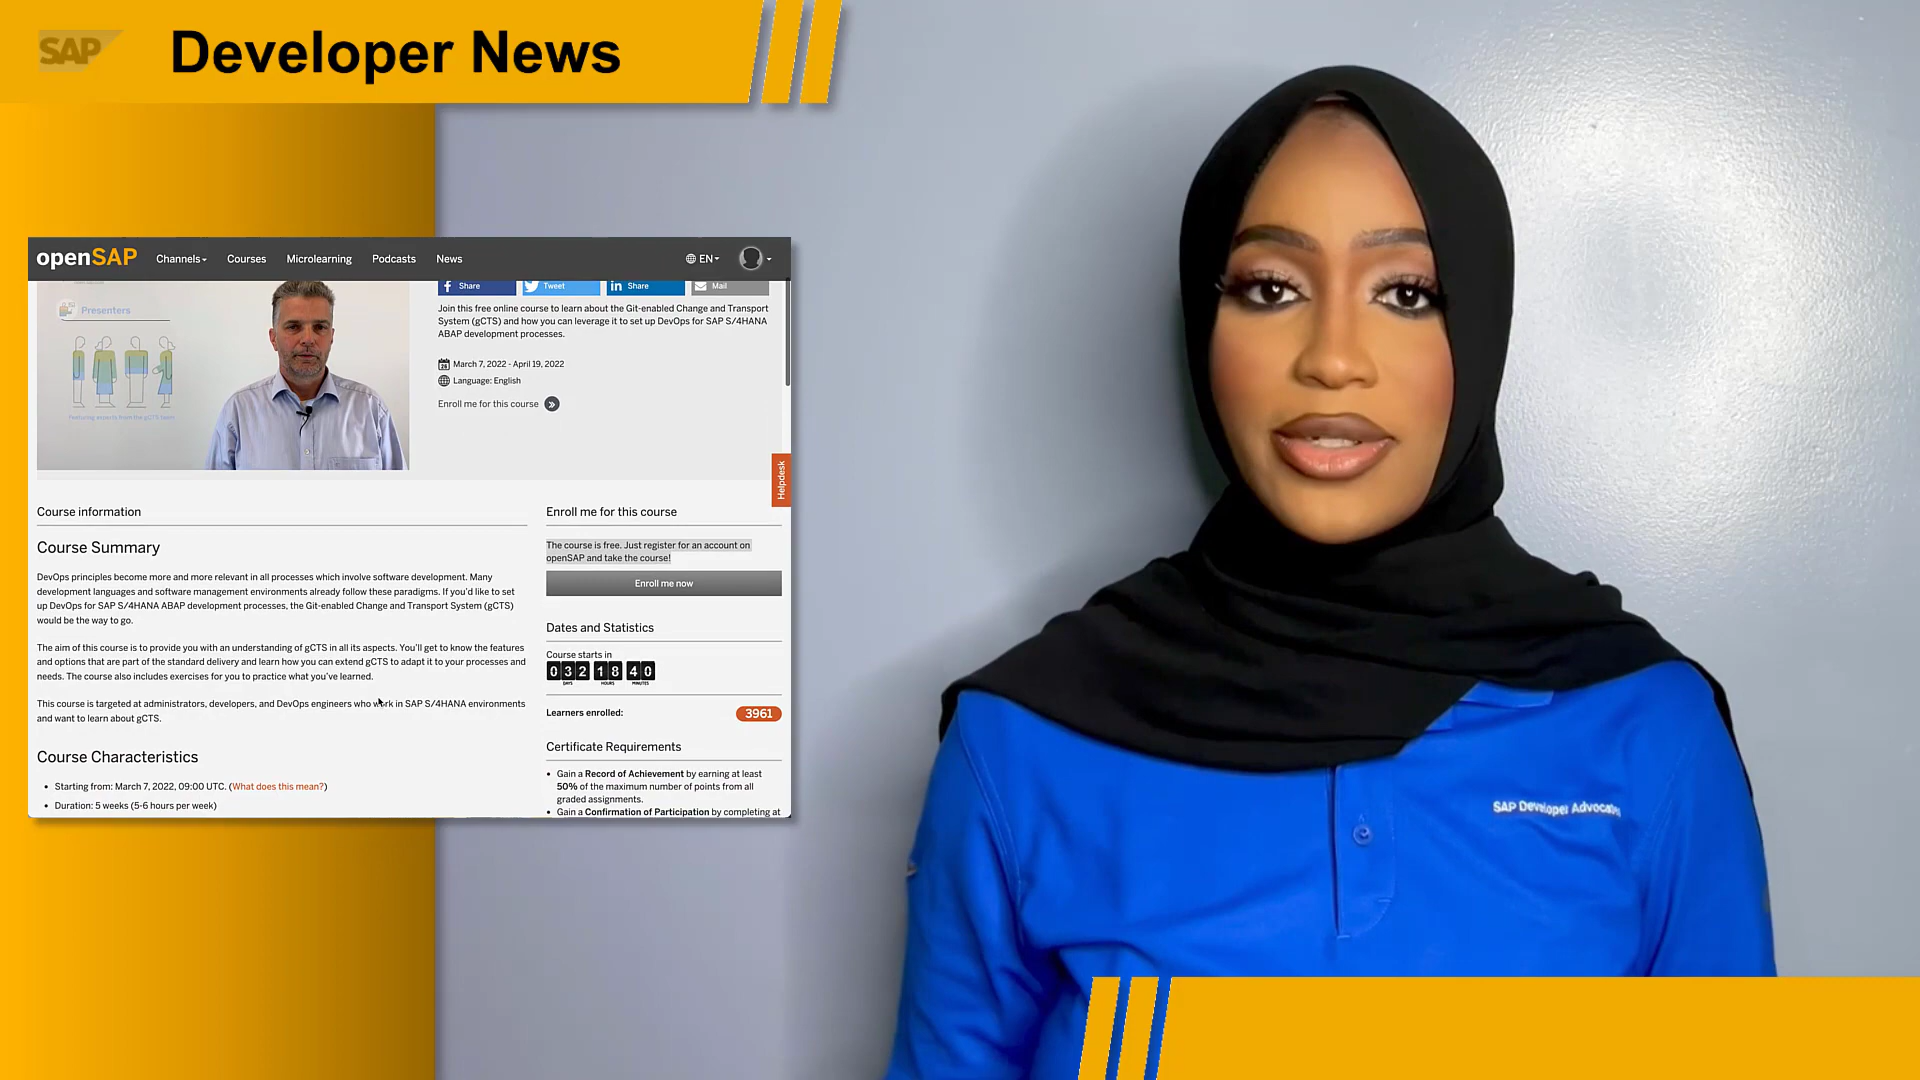 SAP
Developer News
openSAP
Channels
Courses
Microlearning
Podcasts
News
EN
Share
Tweet
Share
Mail
Presenters
Featuring experts from the gCTS team
Join this free online course to learn about the Git-enabled Change and Transport
System (gCTS) and how you can leverage it to set up DevOps for SAP S/4HANA
ABAP development processes.
March 7, 2022 - April 19, 2022
Language: English
Enroll me for this course
Helpdesk
Course information
Course Summary
DevOps principles become more and more relevant in all processes which involve software development. Many
development languages and software management environments already follow these paradigms. If you'd like to set
up DevOps for SAP S/4HANA ABAP development processes, the Git-enabled Change and Transport System (gCTS)
would be the way to go.
The aim of this course is to provide you with an understanding of gCTS in all its aspects. You'll get to know the features
and options that are part of the standard delivery and learn how you can extend gCTS to adapt it to your processes and
needs. The course also includes exercises for you to practice what you've learned.
This course is targeted at administrators, developers, and DevOps engineers who work in SAP S/4HANA environments
and want to learn about gCTS.
Course Characteristics
• Starting from: March 7, 2022, 09:00 UTC. (What does this mean?)
• Duration: 5 weeks (5-6 hours per week)
Enroll me for this course
The course is free. Just register for an account on
openSAP and take the course!
Enroll me now
Dates and Statistics
Course starts in
032 18 40
DAYS HOURS MINUTES
Learners enrolled: 3961
Certificate Requirements
• Gain a Record of Achievement by earning at least
50% of the maximum number of points from all
graded assignments.
• Gain a Confirmation of Participation by completing at
SAP Developer Advocates